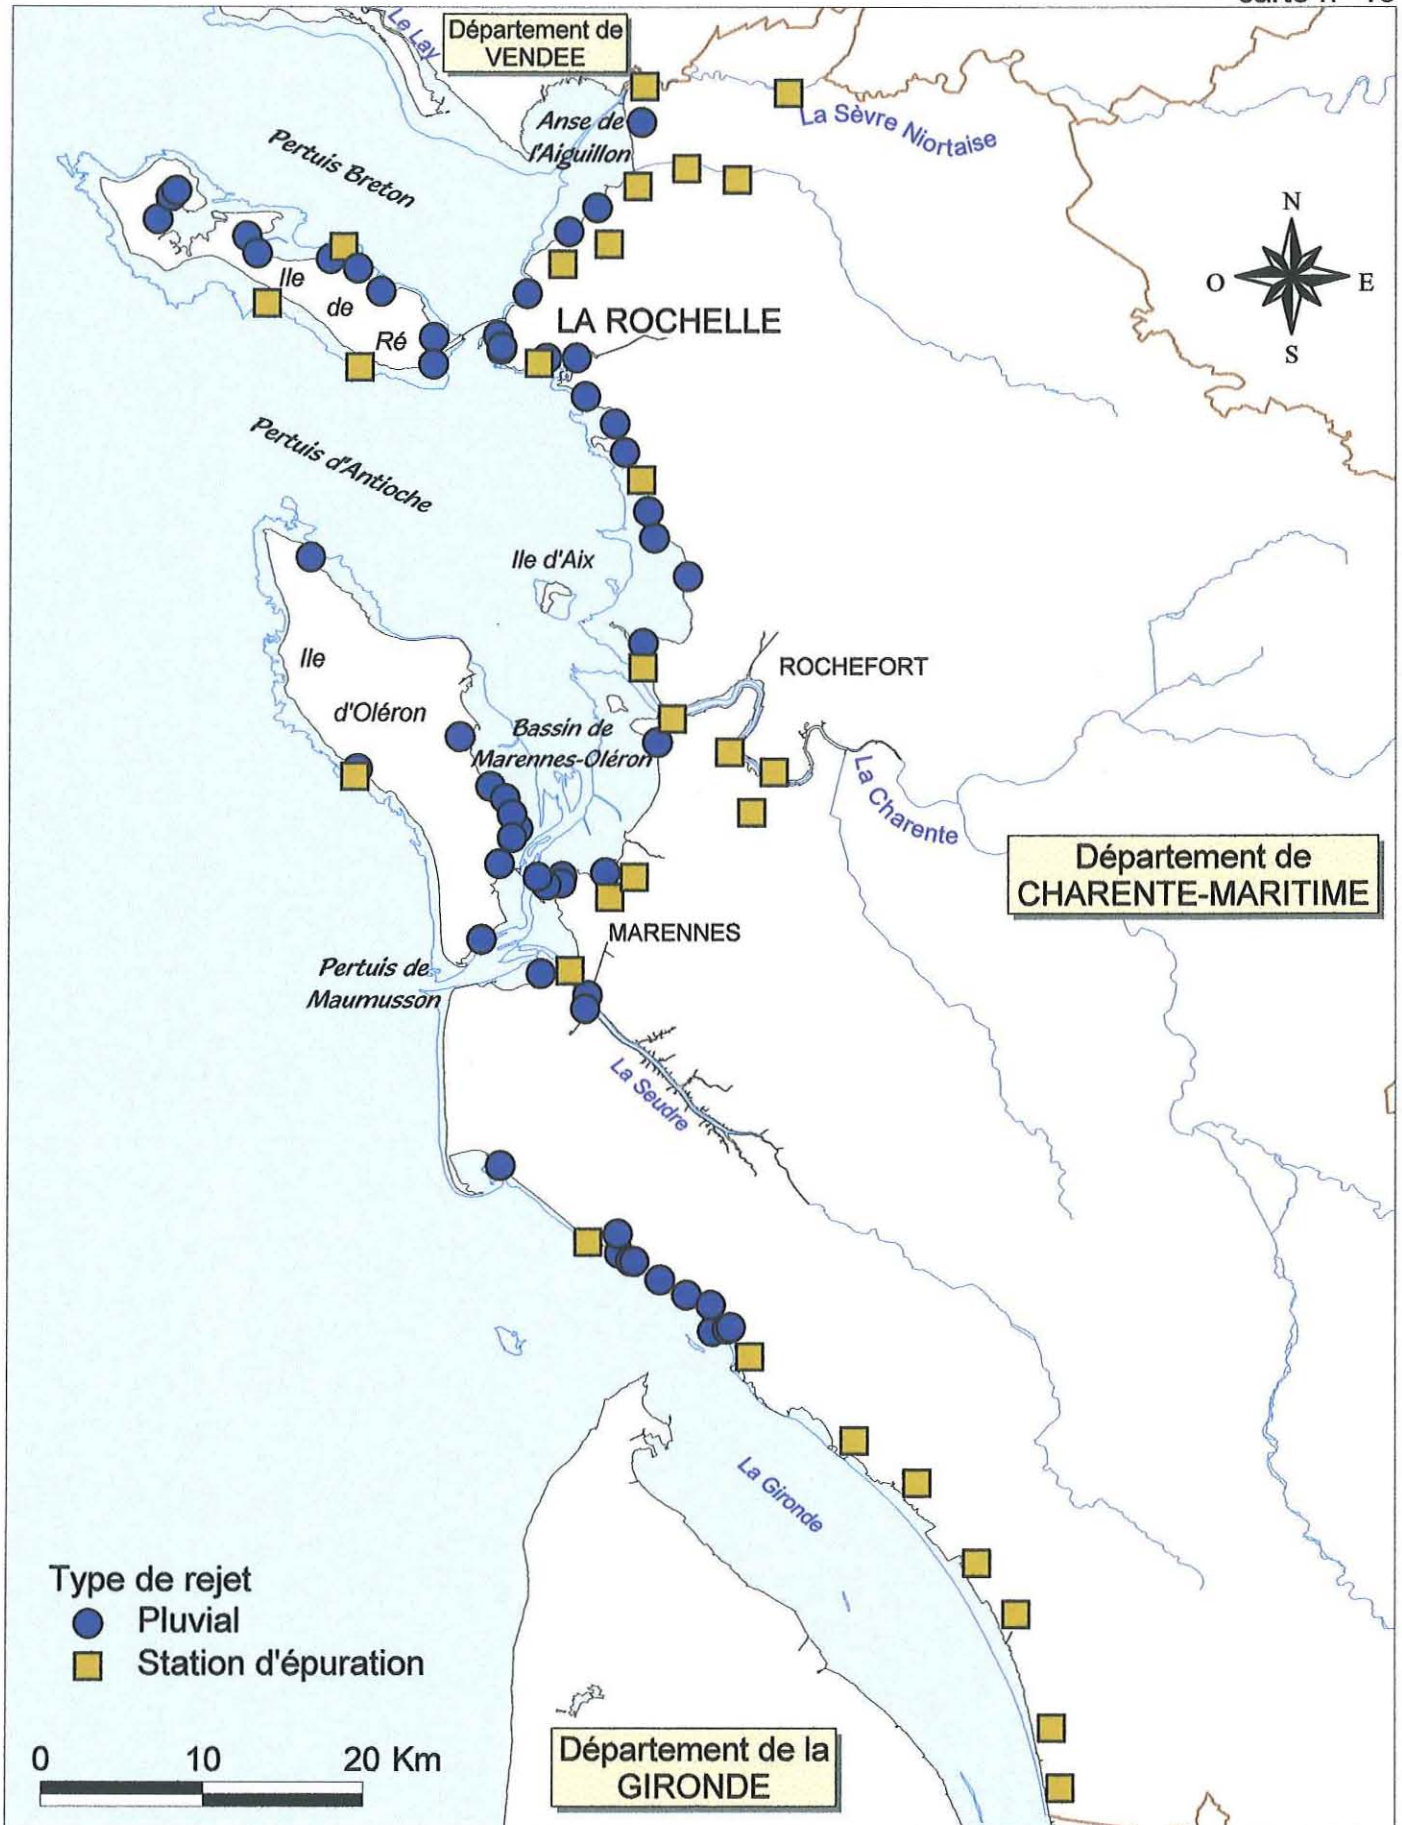 Le Lay
Département de
VENDEE
Anse de
l'Aiguillon
La Sèvre Niortaise
Pertuis Breton
N
O
E
S
Ile
de
Ré
LA ROCHELLE
Pertuis d'Antioche
Ile d'Aix
Ile
d'Oléron
ROCHEFORT
Bassin de
Marennes-Oléron
La Charente
Département de
CHARENTE-MARITIME
MARENNES
Pertuis de
Maumusson
La Seudre
La Gironde
Type de rejet
Pluvial
Station d'épuration
0 10 20 Km
Département de la
GIRONDE